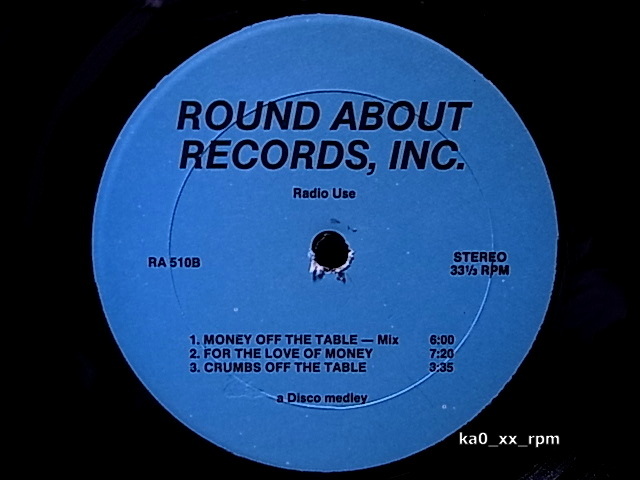 ROUND ABOUT
RECORDS, INC.
Radio Use
RA 510B
STEREO
33⅓ RPM
1. MONEY OFF THE TABLE — Mix 6:00
2. FOR THE LOVE OF MONEY 7:20
3. CRUMBS OFF THE TABLE 3:35
a Disco medley
ka0_xx_rpm